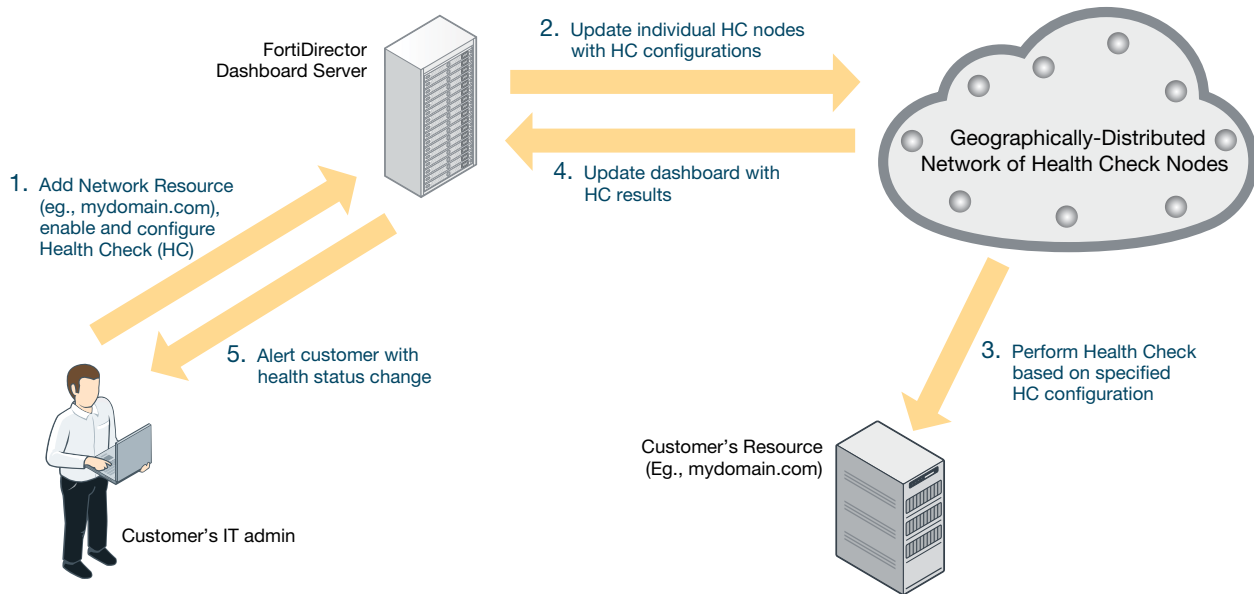 FortiDirector
Dashboard Server
2. Update individual HC nodes
with HC configurations
Geographically-Distributed
Network of Health Check Nodes
4. Update dashboard with
HC results
1. Add Network Resource
(eg., mydomain.com),
enable and configure
Health Check (HC)
5. Alert customer with
health status change
3. Perform Health Check
based on specified
HC configuration
Customer's Resource
(Eg., mydomain.com)
Customer's IT admin